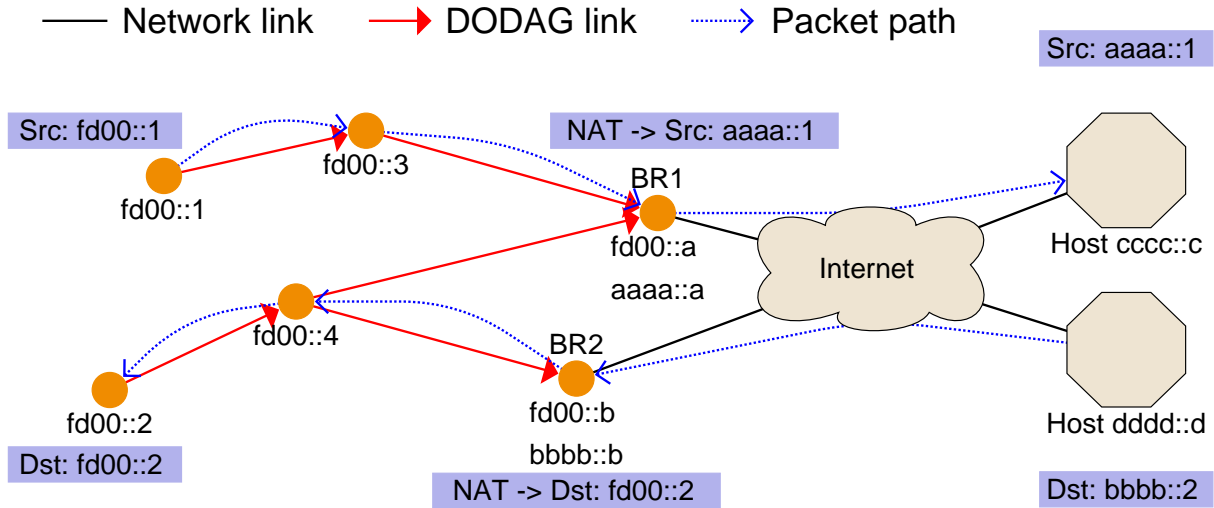 Network link
DODAG link
Packet path
Src: aaaa::1
Src: fd00::1
NAT -> Src: aaaa::1
fd00::3
BR1
fd00::1
fd00::a
Host cccc::c
Internet
aaaa::a
fd00::4
BR2
fd00::2
fd00::b
Host dddd::d
Dst: fd00::2
bbbb::b
NAT -> Dst: fd00::2
Dst: bbbb::2